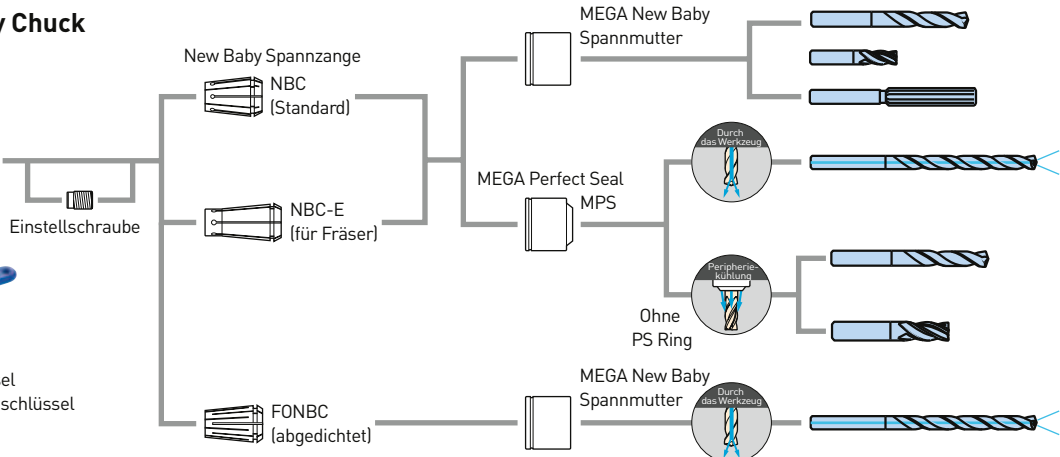 Chuck
New Baby Spannzange
NBC
(Standard)
Einstellschraube
NBC-E
(für Fräser)
schlüssel
FONBC
(abgedichtet)
MEGA New Baby
Spannmutter
MEGA Perfect Seal
MPS
Durch
das Werkzeug
Peripherie-
kühlung
Ohne
PS Ring
MEGA New Baby
Spannmutter
Durch
das Werkzeug